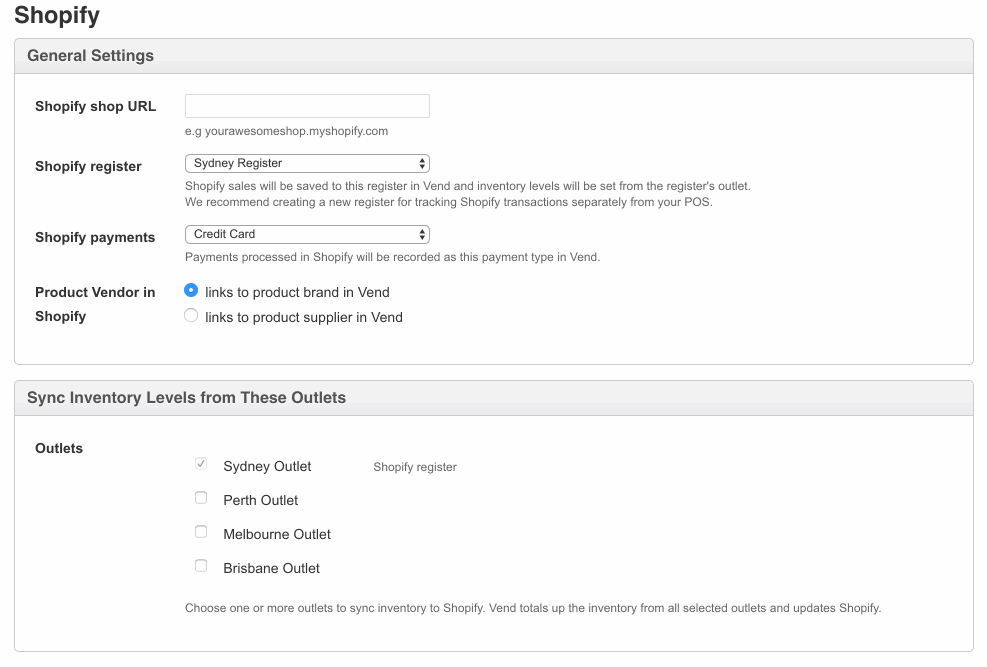 Shopify
General Settings
Shopify shop URL
e.g yourawesomeshop.myshopify.com
Shopify register
Sydney Register
Shopify sales will be saved to this register in Vend and inventory levels will be set from the register's outlet.
We recommend creating a new register for tracking Shopify transactions separately from your POS.
Shopify payments
Credit Card
Payments processed in Shopify will be recorded as this payment type in Vend.
Product Vendor in
Shopify
links to product brand in Vend
links to product supplier in Vend
Sync Inventory Levels from These Outlets
Outlets
Sydney Outlet Shopify register
Perth Outlet
Melbourne Outlet
Brisbane Outlet
Choose one or more outlets to sync inventory to Shopify. Vend totals up the inventory from all selected outlets and updates Shopify.